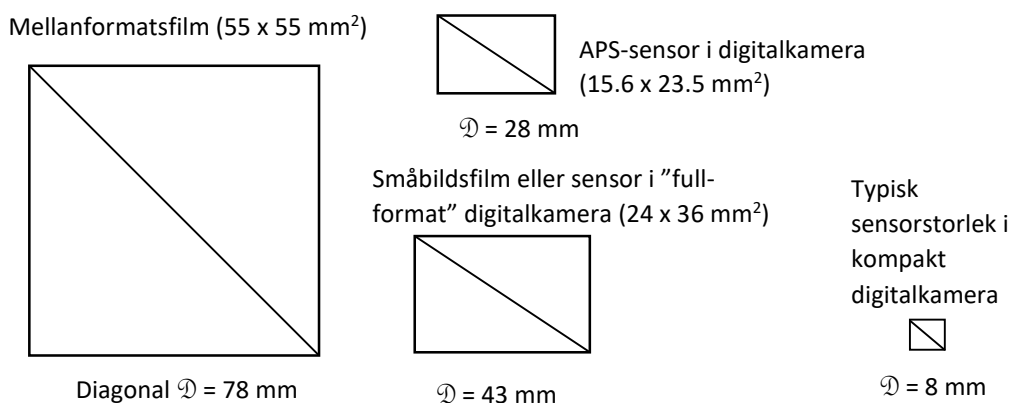 Mellanformatsfilm (55 x 55 mm²)
Diagonal 𝔇 = 78 mm
APS-sensor i digitalkamera
(15.6 x 23.5 mm²)
𝔇 = 28 mm
Småbildsfilm eller sensor i ”full-
format” digitalkamera (24 x 36 mm²)
𝔇 = 43 mm
Typisk
sensorstorlek i
kompakt
digitalkamera
𝔇 = 8 mm